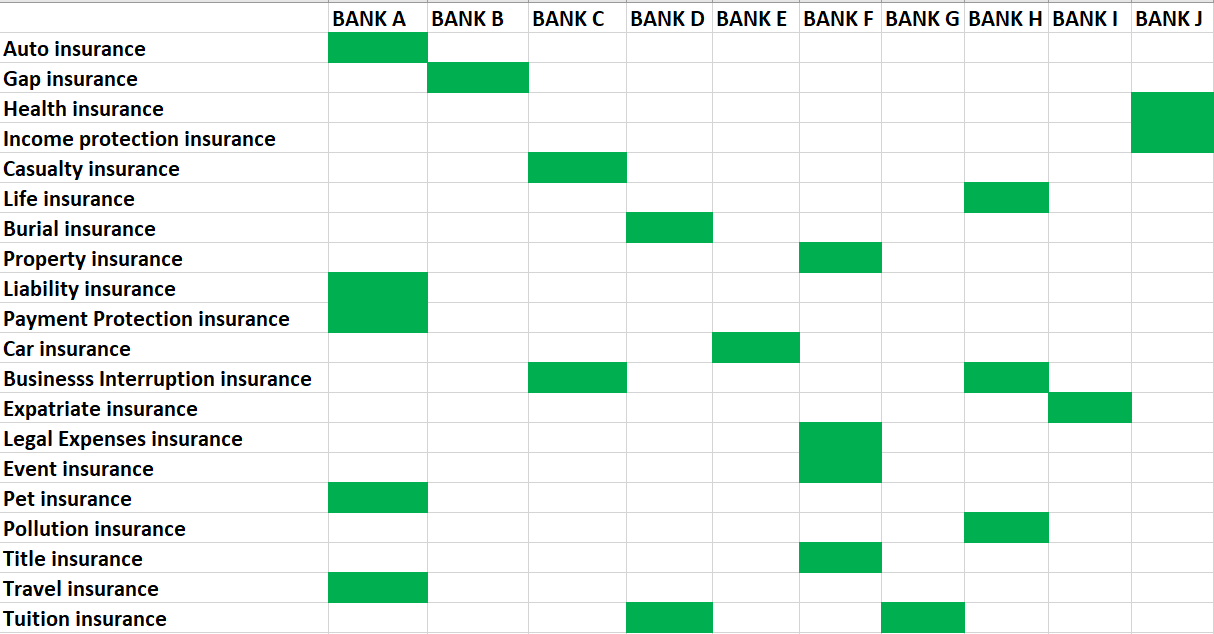 BANK A BANK B BANK C BANK D BANK E BANK F BANK G BANK H BANK I BANK J
Auto insurance
Gap insurance
Health insurance
Income protection insurance
Casualty insurance
Life insurance
Burial insurance
Property insurance
Liability insurance
Payment Protection insurance
Car insurance
Businesss Interruption insurance
Expatriate insurance
Legal Expenses insurance
Event insurance
Pet insurance
Pollution insurance
Title insurance
Travel insurance
Tuition insurance